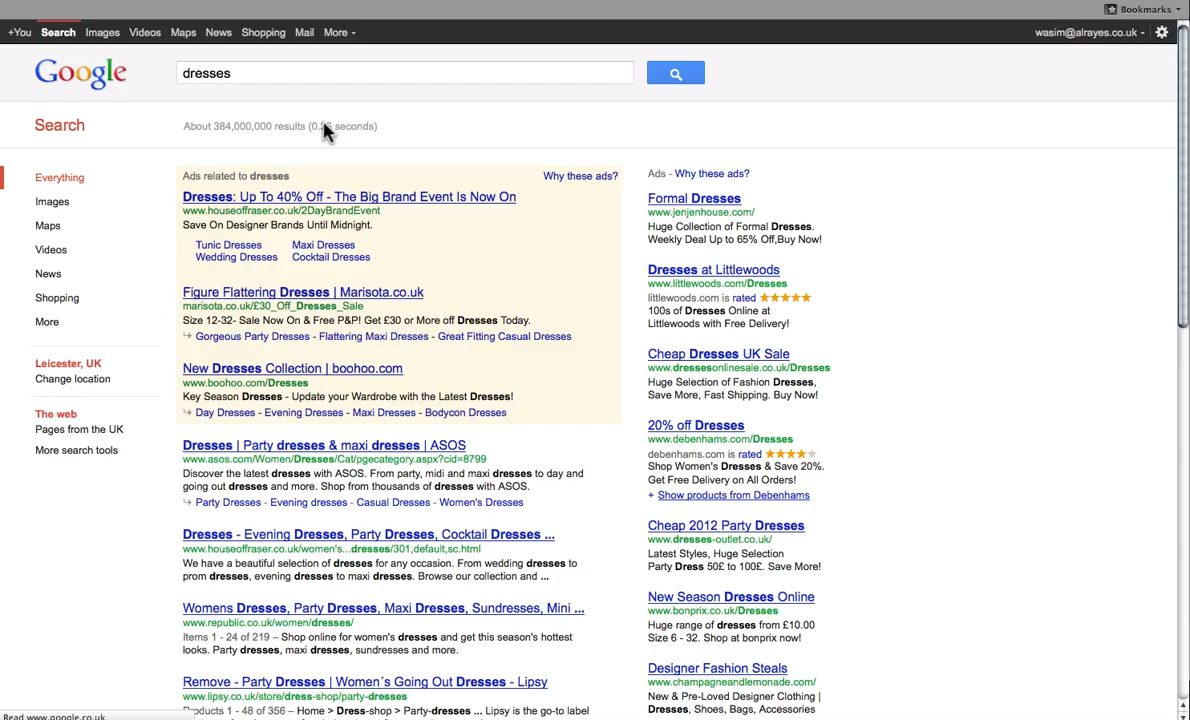 Bookmarks
+You Search Images Videos Maps News Shopping Mail More
wasim@alrayes.co.uk
Google
dresses
Search
About 384,000,000 results (0. seconds)
Everything
Images
Maps
Videos
News
Shopping
More
Leicester, UK
Change location
The web
Pages from the UK
More search tools
Ads related to dresses
Why these ads?
Dresses: Up To 40% Off - The Big Brand Event Is Now On
www.houseoffraser.co.uk/2DayBrandEvent
Save On Designer Brands Until Midnight.
Tunic Dresses Maxi Dresses
Wedding Dresses Cocktail Dresses
Figure Flattering Dresses | Marisota.co.uk
marisota.co.uk/£30_Off_Dresses_Sale
Size 12-32- Sale Now On & Free P&P! Get £30 or More off Dresses Today.
Gorgeous Party Dresses - Flattering Maxi Dresses - Great Fitting Casual Dresses
New Dresses Collection | boohoo.com
www.boohoo.com/Dresses
Key Season Dresses - Update your Wardrobe with the Latest Dresses!
Day Dresses - Evening Dresses - Maxi Dresses - Bodycon Dresses
Dresses | Party dresses & maxi dresses | ASOS
www.asos.com/Women/Dresses/Cat/pgecategory.aspx?cid=8799
Discover the latest dresses with ASOS. From party, midi and maxi dresses to day and
going out dresses and more. Shop from thousands of dresses with ASOS.
Party Dresses - Evening dresses - Casual Dresses - Women's Dresses
Dresses - Evening Dresses, Party Dresses, Cocktail Dresses ...
www.houseoffraser.co.uk/women's...dresses/301,default,sc.html
We have a beautiful selection of dresses for any occasion. From wedding dresses to
prom dresses, evening dresses to maxi dresses. Browse our collection and ...
Womens Dresses, Party Dresses, Maxi Dresses, Sundresses, Mini ...
www.republic.co.uk/women/dresses/
Items 1 - 24 of 219 – Shop online for women's dresses and get this season's hottest
looks. Party dresses, maxi dresses, sundresses and more.
Remove - Party Dresses | Women´s Going Out Dresses - Lipsy
www.lipsy.co.uk/store/dress-shop/party-dresses
Products 1 - 48 of 356 – Home > Dress-shop > Party-dresses ... Lipsy is the go-to label
Ads - Why these ads?
Formal Dresses
www.jenjenhouse.com/
Huge Collection of Formal Dresses.
Weekly Deal Up to 65% Off,Buy Now!
Dresses at Littlewoods
www.littlewoods.com/Dresses
littlewoods.com is rated
100s of Dresses Online at
Littlewoods with Free Delivery!
Cheap Dresses UK Sale
www.dressesonlinesale.co.uk/Dresses
Huge Selection of Fashion Dresses,
Save More, Fast Shipping. Buy Now!
20% off Dresses
www.debenhams.com/Dresses
debenhams.com is rated
Shop Women's Dresses & Save 20%.
Get Free Delivery on All Orders!
+ Show products from Debenhams
Cheap 2012 Party Dresses
www.dresses-outlet.co.uk/
Latest Styles, Huge Selection
Party Dress 50£ to 100£. Save More!
New Season Dresses Online
www.bonprix.co.uk/Dresses
Huge range of dresses from £10.00
Size 6 - 32. Shop at bonprix now!
Designer Fashion Steals
www.champagneandlemonade.com/
New & Pre-Loved Designer Clothing |
Dresses, Shoes, Bags, Accessories
Read www.google.co.uk